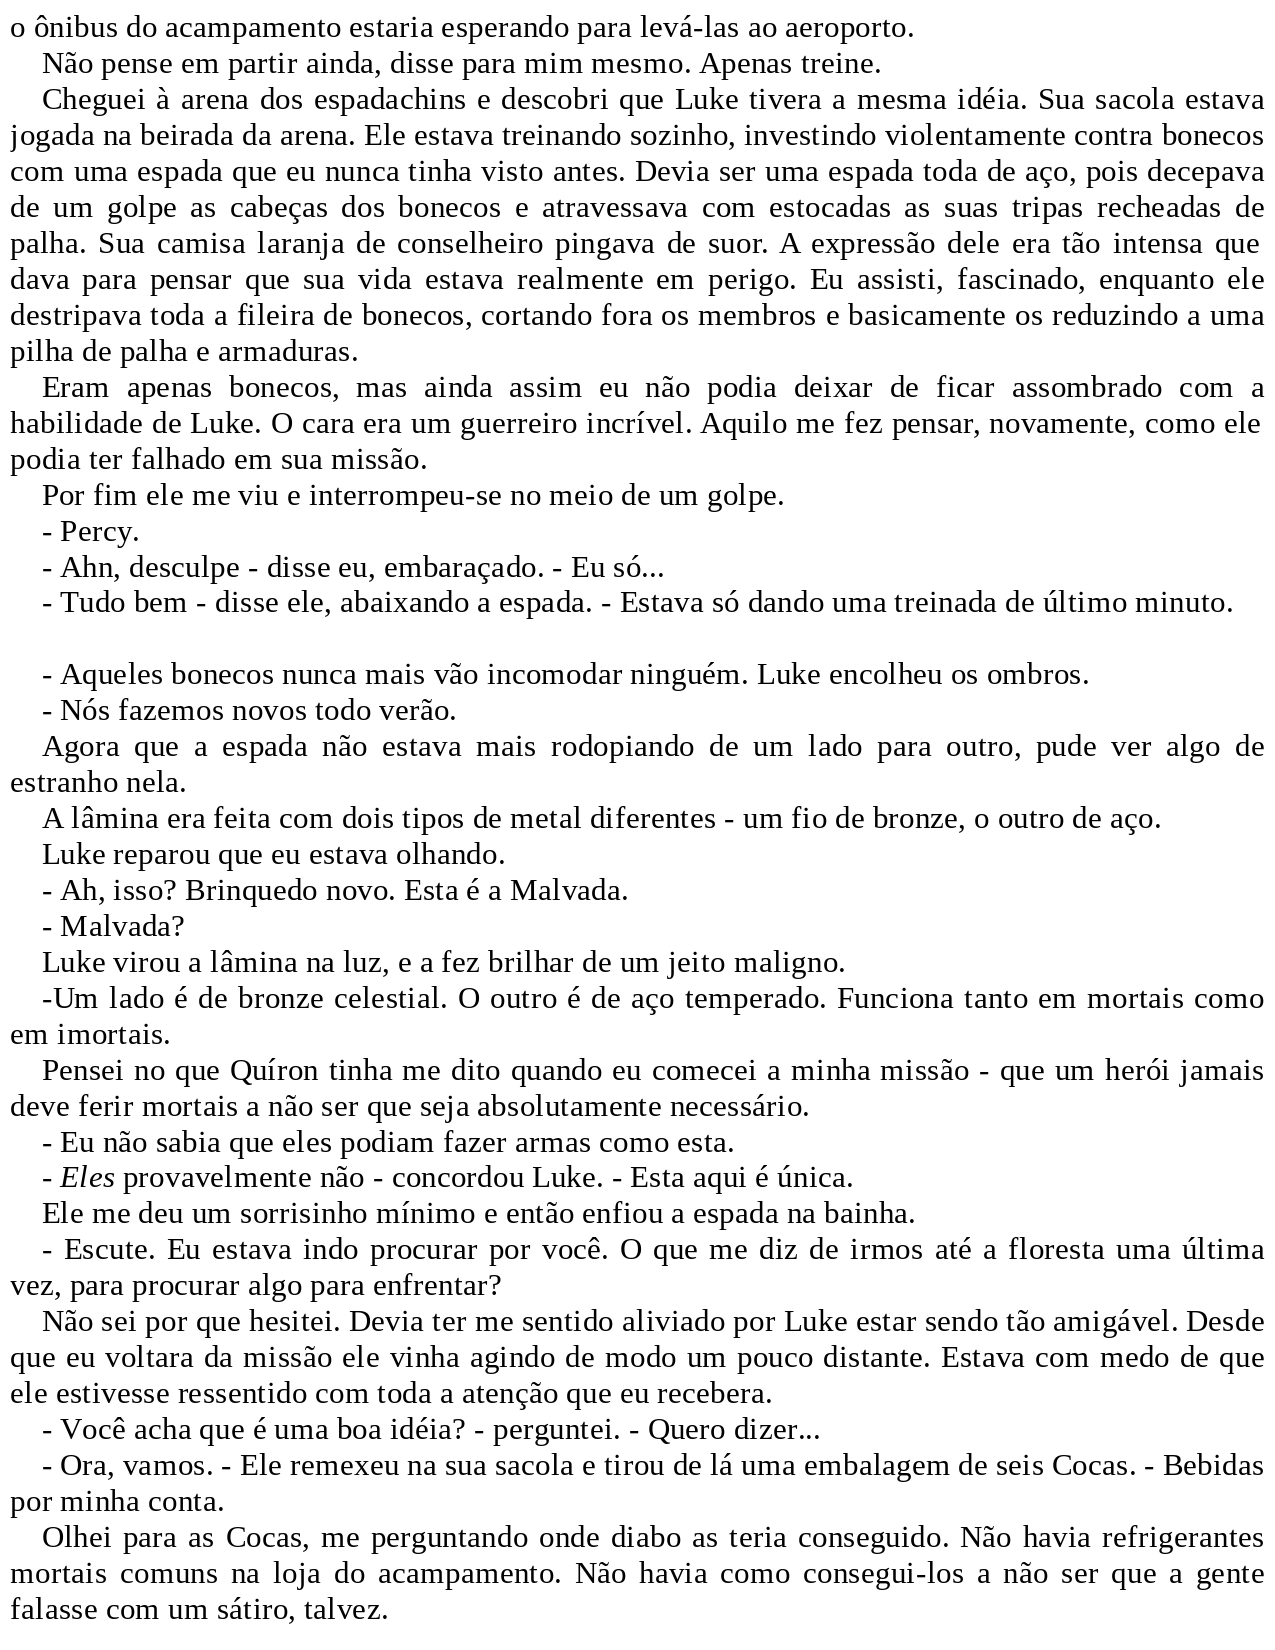 o ônibus do acampamento estaria esperando para levá-las ao aeroporto.
Não pense em partir ainda, disse para mim mesmo. Apenas treine.
Cheguei à arena dos espadachins e descobri que Luke tivera a mesma idéia. Sua sacola estava
jogada na beirada da arena. Ele estava treinando sozinho, investindo violentamente contra bonecos
com uma espada que eu nunca tinha visto antes. Devia ser uma espada toda de aço, pois decepava
de um golpe as cabeças dos bonecos e atravessava com estocadas as suas tripas recheadas de
palha. Sua camisa laranja de conselheiro pingava de suor. A expressão dele era tão intensa que
dava para pensar que sua vida estava realmente em perigo. Eu assisti, fascinado, enquanto ele
destripava toda a fileira de bonecos, cortando fora os membros e basicamente os reduzindo a uma
pilha de palha e armaduras.
Eram apenas bonecos, mas ainda assim eu não podia deixar de ficar assombrado com a
habilidade de Luke. O cara era um guerreiro incrível. Aquilo me fez pensar, novamente, como ele
podia ter falhado em sua missão.
Por fim ele me viu e interrompeu-se no meio de um golpe.
- Percy.
- Ahn, desculpe - disse eu, embaraçado. - Eu só...
- Tudo bem - disse ele, abaixando a espada. - Estava só dando uma treinada de último minuto.
- Aqueles bonecos nunca mais vão incomodar ninguém. Luke encolheu os ombros.
- Nós fazemos novos todo verão.
Agora que a espada não estava mais rodopiando de um lado para outro, pude ver algo de
estranho nela.
A lâmina era feita com dois tipos de metal diferentes - um fio de bronze, o outro de aço.
Luke reparou que eu estava olhando.
- Ah, isso? Brinquedo novo. Esta é a Malvada.
- Malvada?
Luke virou a lâmina na luz, e a fez brilhar de um jeito maligno.
-Um lado é de bronze celestial. O outro é de aço temperado. Funciona tanto em mortais como
em imortais.
Pensei no que Quíron tinha me dito quando eu comecei a minha missão - que um herói jamais
deve ferir mortais a não ser que seja absolutamente necessário.
- Eu não sabia que eles podiam fazer armas como esta.
- Eles provavelmente não - concordou Luke. - Esta aqui é única.
Ele me deu um sorrisinho mínimo e então enfiou a espada na bainha.
- Escute. Eu estava indo procurar por você. O que me diz de irmos até a floresta uma última
vez, para procurar algo para enfrentar?
Não sei por que hesitei. Devia ter me sentido aliviado por Luke estar sendo tão amigável. Desde
que eu voltara da missão ele vinha agindo de modo um pouco distante. Estava com medo de que
ele estivesse ressentido com toda a atenção que eu recebera.
- Você acha que é uma boa idéia? - perguntei. - Quero dizer...
- Ora, vamos. - Ele remexeu na sua sacola e tirou de lá uma embalagem de seis Cocas. - Bebidas
por minha conta.
Olhei para as Cocas, me perguntando onde diabo as teria conseguido. Não havia refrigerantes
mortais comuns na loja do acampamento. Não havia como consegui-los a não ser que a gente
falasse com um sátiro, talvez.